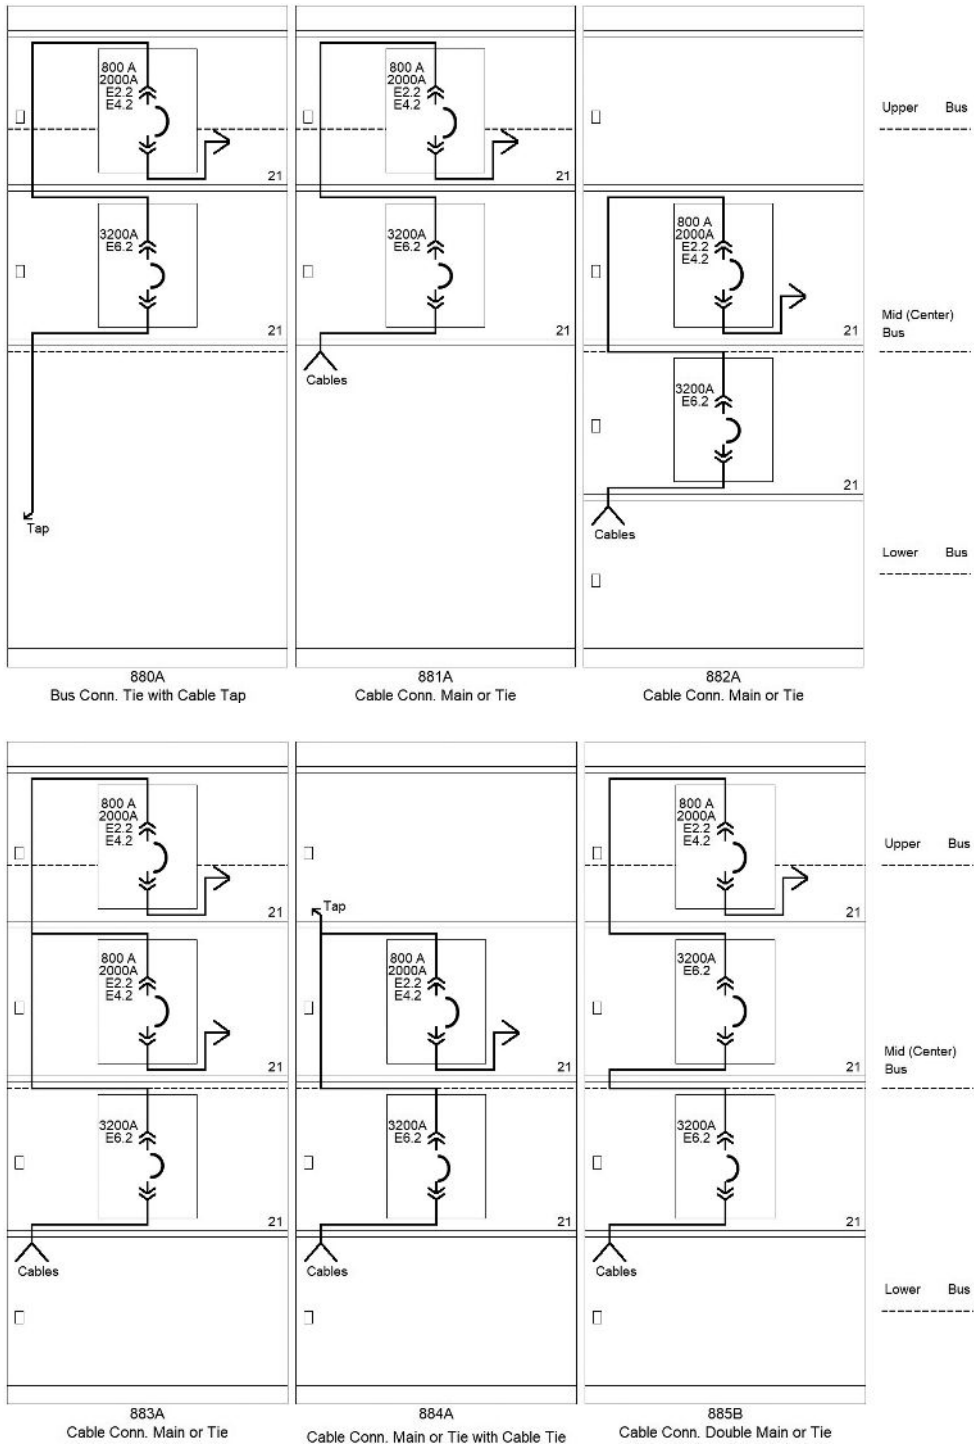 800 A
2000A
E2.2
E4.2
21
3200A
E6.2
21
Tap
880A
Bus Conn. Tie with Cable Tap
800 A
2000A
E2.2
E4.2
21
3200A
E6.2
21
Cables
881A
Cable Conn. Main or Tie
800 A
2000A
E2.2
E4.2
21
3200A
E6.2
21
Cables
882A
Cable Conn. Main or Tie
Upper Bus
Mid (Center)
Bus
Lower Bus
800 A
2000A
E2.2
E4.2
21
800 A
2000A
E2.2
E4.2
21
3200A
E6.2
21
Cables
883A
Cable Conn. Main or Tie
Tap
800 A
2000A
E2.2
E4.2
21
3200A
E6.2
21
Cables
884A
Cable Conn. Main or Tie with Cable Tie
800 A
2000A
E2.2
E4.2
21
3200A
E6.2
21
3200A
E6.2
21
Cables
885B
Cable Conn. Double Main or Tie
Upper Bus
Mid (Center)
Bus
Lower Bus